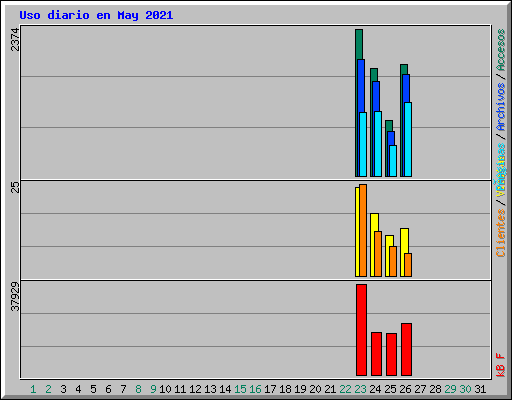 Uso diario en May 2021
2374
25
37929
Accesos
/
Archivos
/
/
Clientes
kB F
1 2 3 4 5 6 7 8 9 10 11 12 13 14 15 16 17 18 19 20 21 22 23 24 25 26 27 28 29 30 31